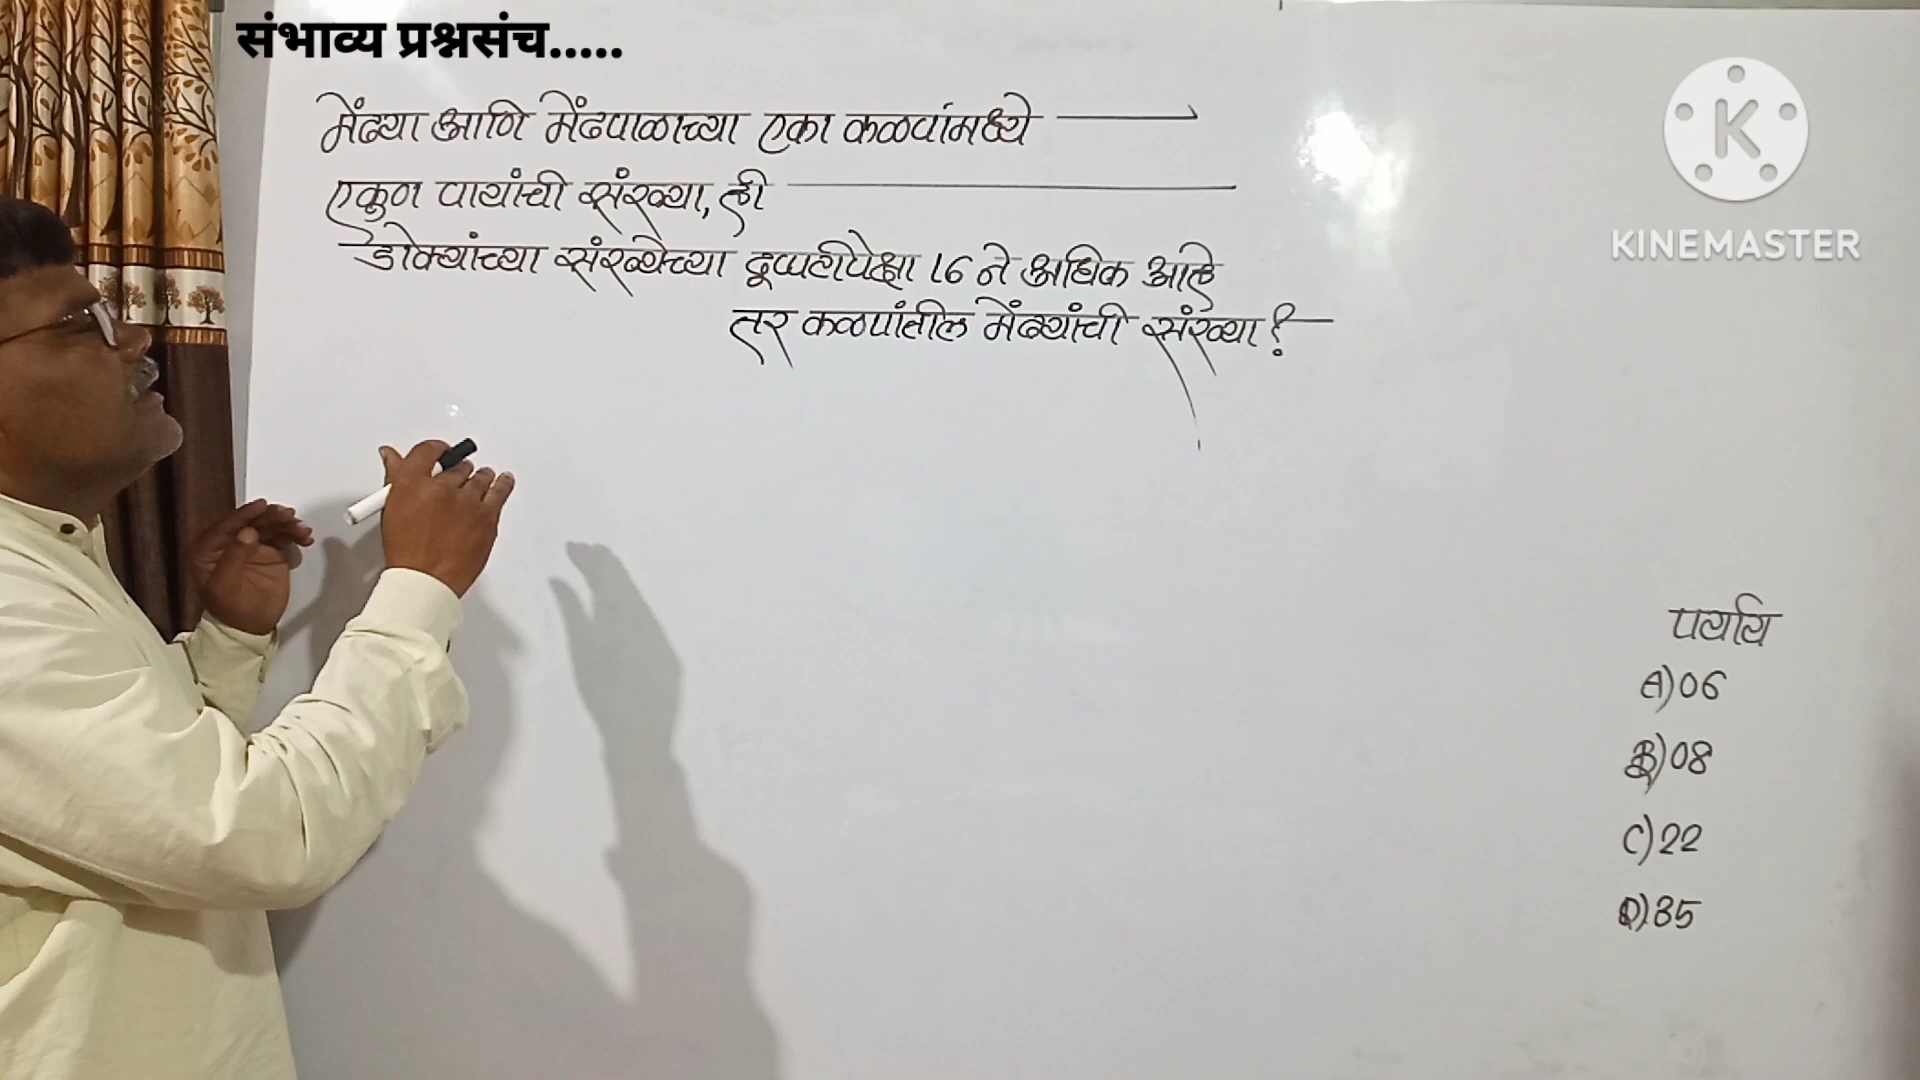 संभाव्य प्रश्नसंच.....
मेंढ्या आणि मेंढपाळाच्या एका कळपांमध्ये
एकुण पायांची संख्या, ही
डोक्यांच्या संख्येच्या दुप्पटीपेक्षा 16 ने अधिक आहे
तर कळपांतील मेंढ्यांची संख्या?
K
KINEMASTER
पर्याय
A) 06
B) 08
C) 22
D) 35